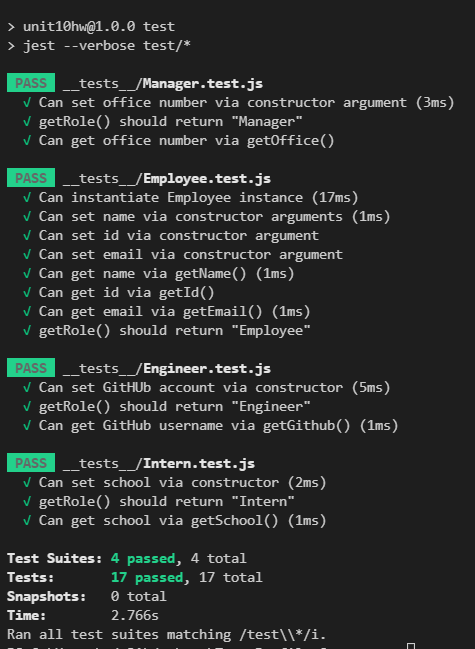 > unit10hw@1.0.0 test
> jest --verbose test/*
PASS __tests__/Manager.test.js
√ Can set office number via constructor argument (3ms)
√ getRole() should return "Manager"
√ Can get office number via getOffice()
PASS __tests__/Employee.test.js
√ Can instantiate Employee instance (17ms)
√ Can set name via constructor arguments (1ms)
√ Can set id via constructor argument
√ Can set email via constructor argument
√ Can get name via getName() (1ms)
√ Can get id via getId()
√ Can get email via getEmail() (1ms)
√ getRole() should return "Employee"
PASS __tests__/Engineer.test.js
√ Can set GitHUb account via constructor (5ms)
√ getRole() should return "Engineer"
√ Can get GitHub username via getGithub() (1ms)
PASS __tests__/Intern.test.js
√ Can set school via constructor (2ms)
√ getRole() should return "Intern"
√ Can get school via getSchool() (1ms)
Test Suites: 4 passed, 4 total
Tests: 17 passed, 17 total
Snapshots: 0 total
Time: 2.766s
Ran all test suites matching /test\\*/i.